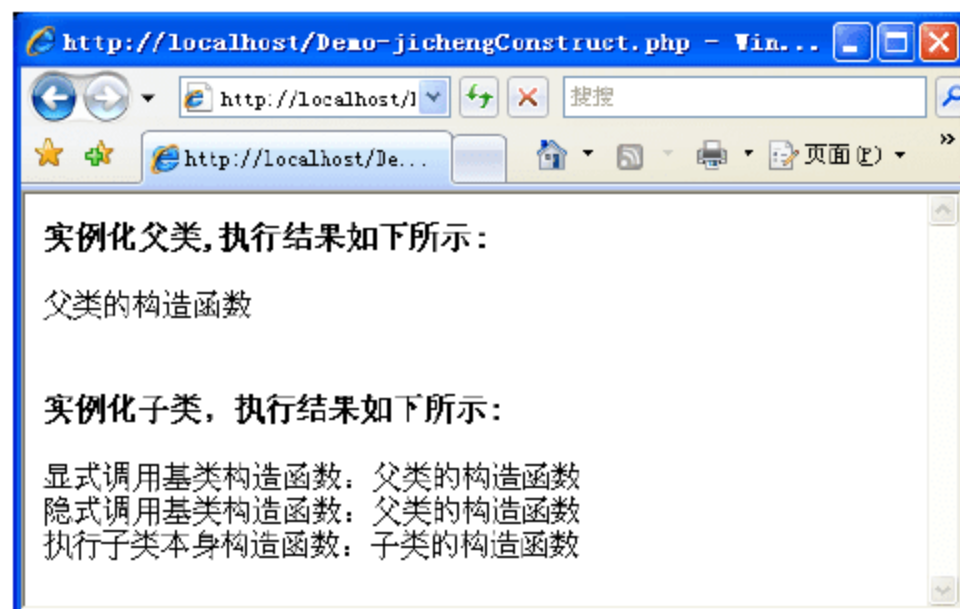 http://localhost/Demo-jichengConstruct.php - Win...
http://localhost/l
搜搜
http://localhost/De...
页面(P)
»
实例化父类,执行结果如下所示:
父类的构造函数
实例化子类，执行结果如下所示:
显式调用基类构造函数：父类的构造函数
隐式调用基类构造函数：父类的构造函数
执行子类本身构造函数：子类的构造函数